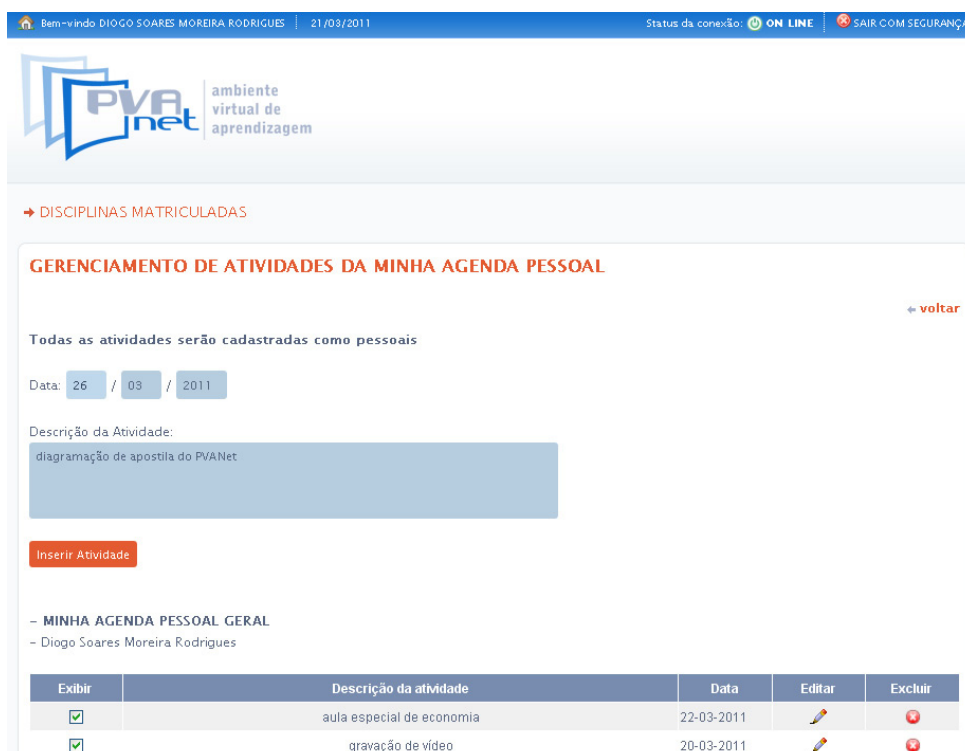 Bem-vindo DIOGO SOARES MOREIRA RODRIGUES 21/03/2011 Status da conexão: ON LINE SAIR COM SEGURANÇA
PVA net
ambiente
virtual de
aprendizagem
DISCIPLINAS MATRICULADAS
GERENCIAMENTO DE ATIVIDADES DA MINHA AGENDA PESSOAL
voltar
Todas as atividades serão cadastradas como pessoais
Data: 26 / 03 / 2011
Descrição da Atividade:
diagramação de apostila do PVANet
Inserir Atividade
– MINHA AGENDA PESSOAL GERAL
– Diogo Soares Moreira Rodrigues
Exibir Descrição da atividade Data Editar Excluir
aula especial de economia 22-03-2011
gravação de vídeo 20-03-2011